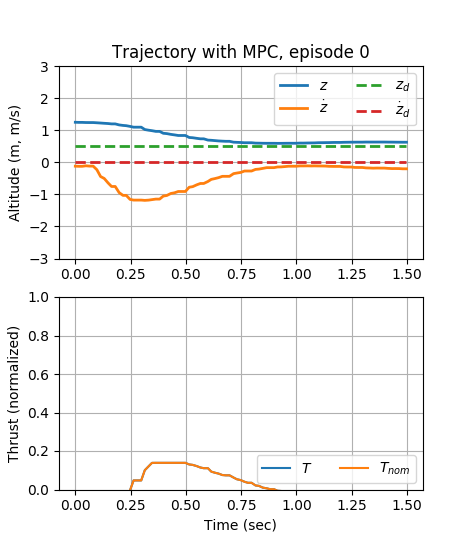 Trajectory with MPC, episode 0
3
2
1
0
−1
−2
−3
Altitude (m, m/s)
z z_d
ż ż_d
0.00 0.25 0.50 0.75 1.00 1.25 1.50
1.0
0.8
0.6
0.4
0.2
0.0
Thrust (normalized)
T T_{nom}
0.00 0.25 0.50 0.75 1.00 1.25 1.50
Time (sec)